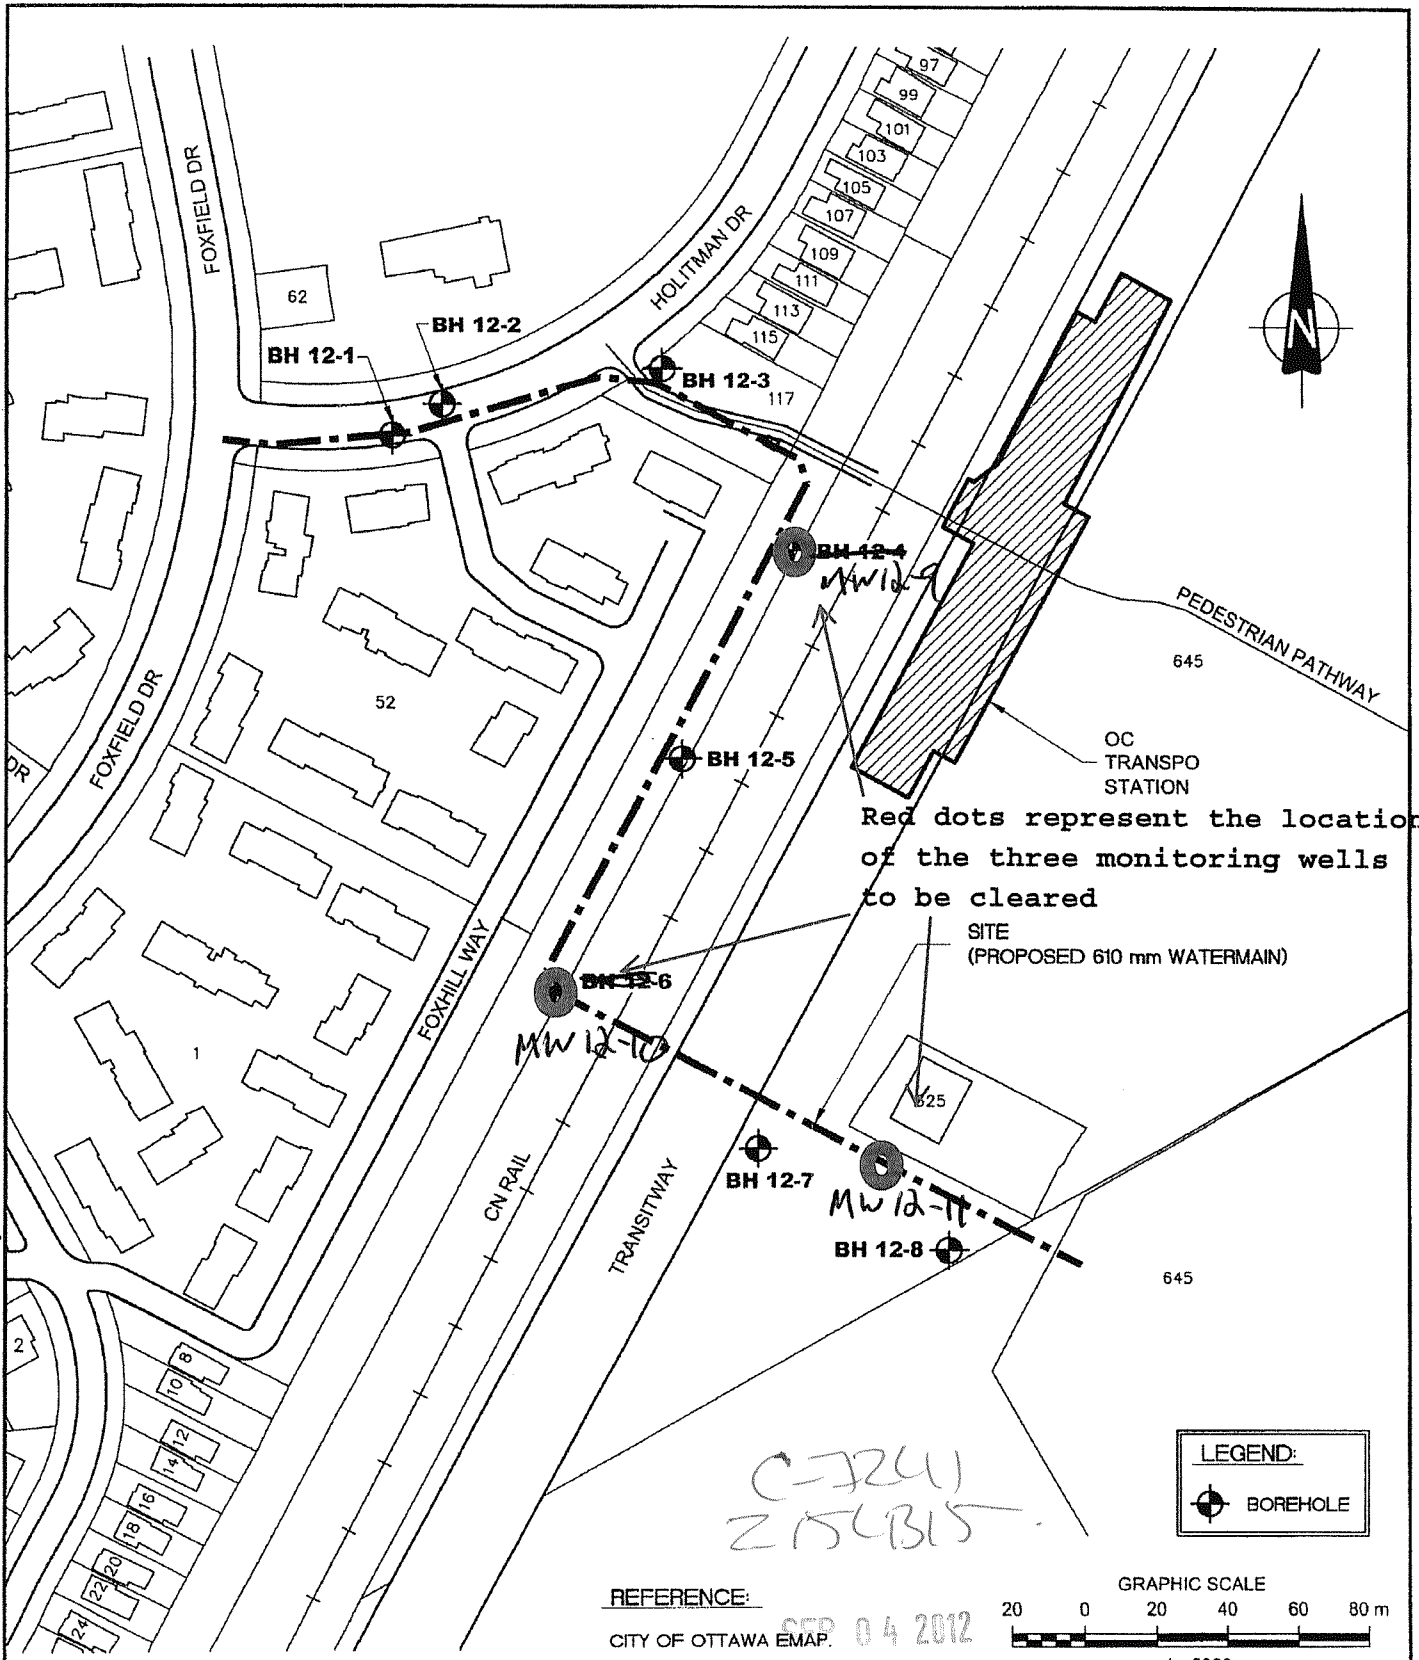 97
99
101
103
105
107
109
111
113
115
117
FOXFIELD DR
HOLITMAN DR
62
BH 12-2
BH 12-1
BH 12-3
N
BH 12-4
MW12-9
PEDESTRIAN PATHWAY
645
FOXFIELD DR
52
DR
BH 12-5
OC
TRANSPO
STATION
Red dots represent the location
of the three monitoring wells
to be cleared
SITE
(PROPOSED 610 mm WATERMAIN)
FOXHILL WAY
BH 12-6
MW 12-10
1
525
CN RAIL
TRANSITWAY
BH 12-7
MW 12-11
BH 12-8
645
2
8
10
12
14
16
18
20
22
24
LEGEND:
BOREHOLE
REFERENCE:
CITY OF OTTAWA EMAP.
SEP 04 2012
GRAPHIC SCALE
20 0 20 40 60 80 m